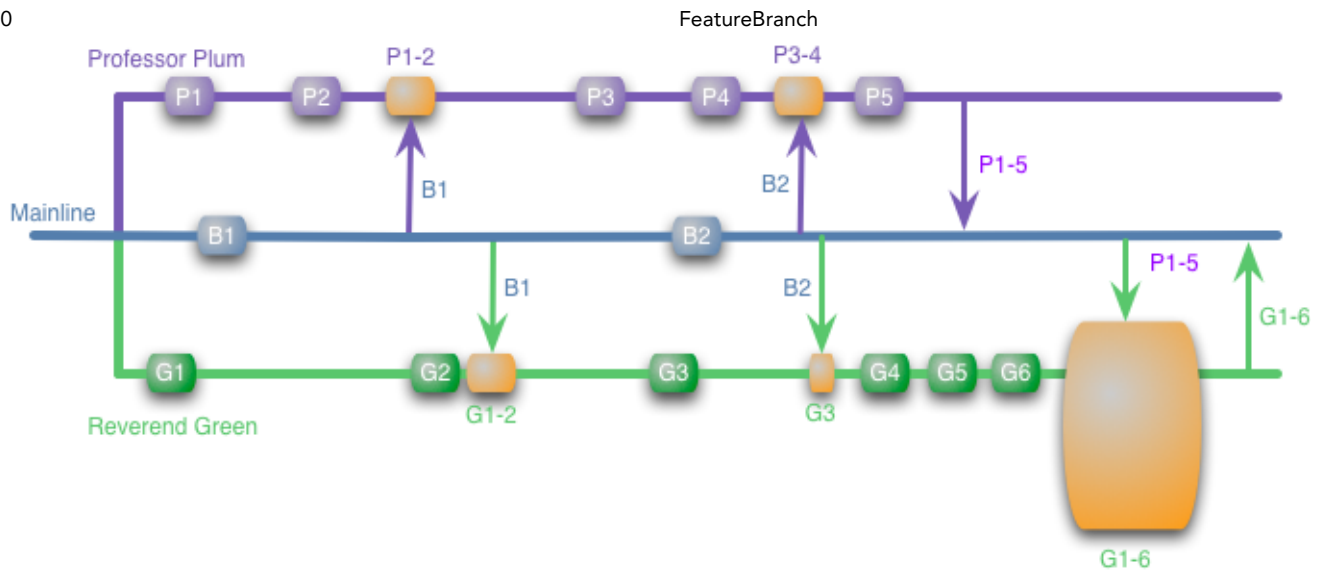 0
FeatureBranch
Professor Plum
P1-2
P3-4
P1
P2
P3
P4
P5
B1
B2
P1-5
Mainline
B1
B2
B1
B2
P1-5
G1-6
G1
G2
G3
G4
G5
G6
G1-2
G3
Reverend Green
G1-6